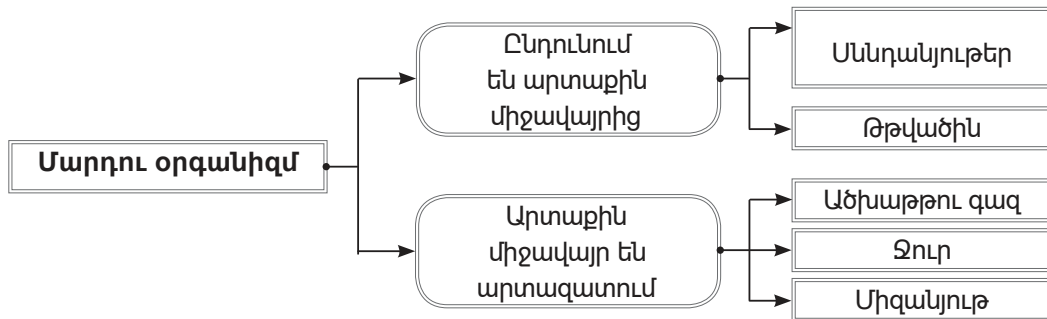 Մարդու օրգանիզմ
Ընդունում
են արտաքին
միջավայրից
Սննդանյութեր
Թթվածին
Արտաքին
միջավայր են
արտազատում
Ածխաթթու գազ
Ջուր
Միզանյութ